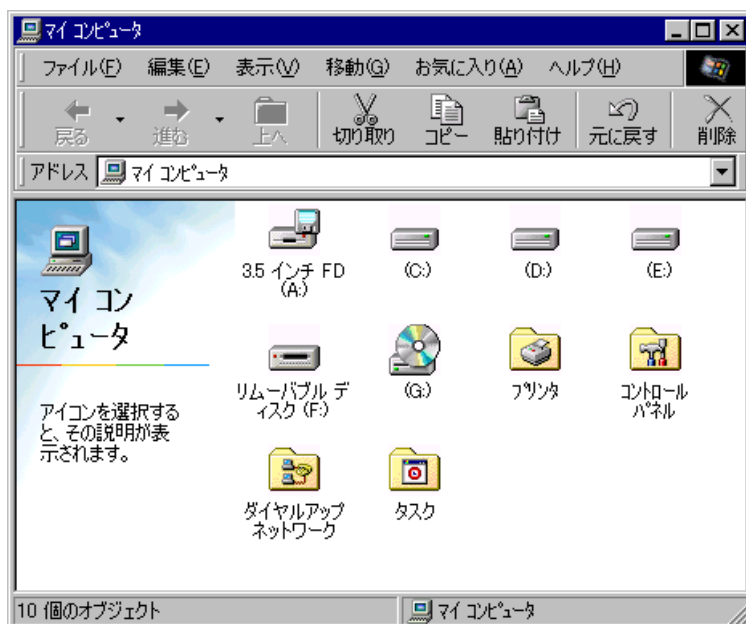 マイ コンピュータ
ファイル(F) 編集(E) 表示(V) 移動(G) お気に入り(A) ヘルプ(H)
戻る 進む 上へ 切り取り コピー 貼り付け 元に戻す 削除
アドレス マイ コンピュータ
マイ コン
ピュータ
アイコンを選択する
と、その説明が表
示されます。
3.5 インチ FD
(A:)
(C:)
(D:)
(E:)
リムーバブル デ
ィスク (F:)
(G:)
プリンタ
コントロール
パネル
ダイヤルアップ
ネットワーク
タスク
10 個のオブジェクト マイ コンピュータ